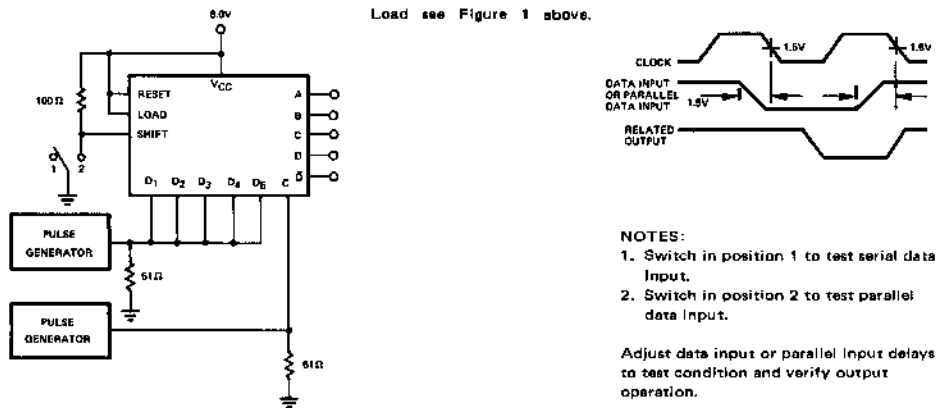 5.0V
Load see Figure 1 above.
VCC
RESET
LOAD
SHIFT
100Ω
1 2
A
B
C
D
D̅
D1 D2 D3 D4 D5 C
PULSE
GENERATOR
51Ω
PULSE
GENERATOR
51Ω
CLOCK
1.5V
1.5V
DATA INPUT
OR PARALLEL
DATA INPUT
1.5V
RELATED
OUTPUT
NOTES:
1. Switch in position 1 to test serial data
Input.
2. Switch in position 2 to test parallel
data Input.
Adjust data input or parallel input delays
to test condition and verify output
operation.